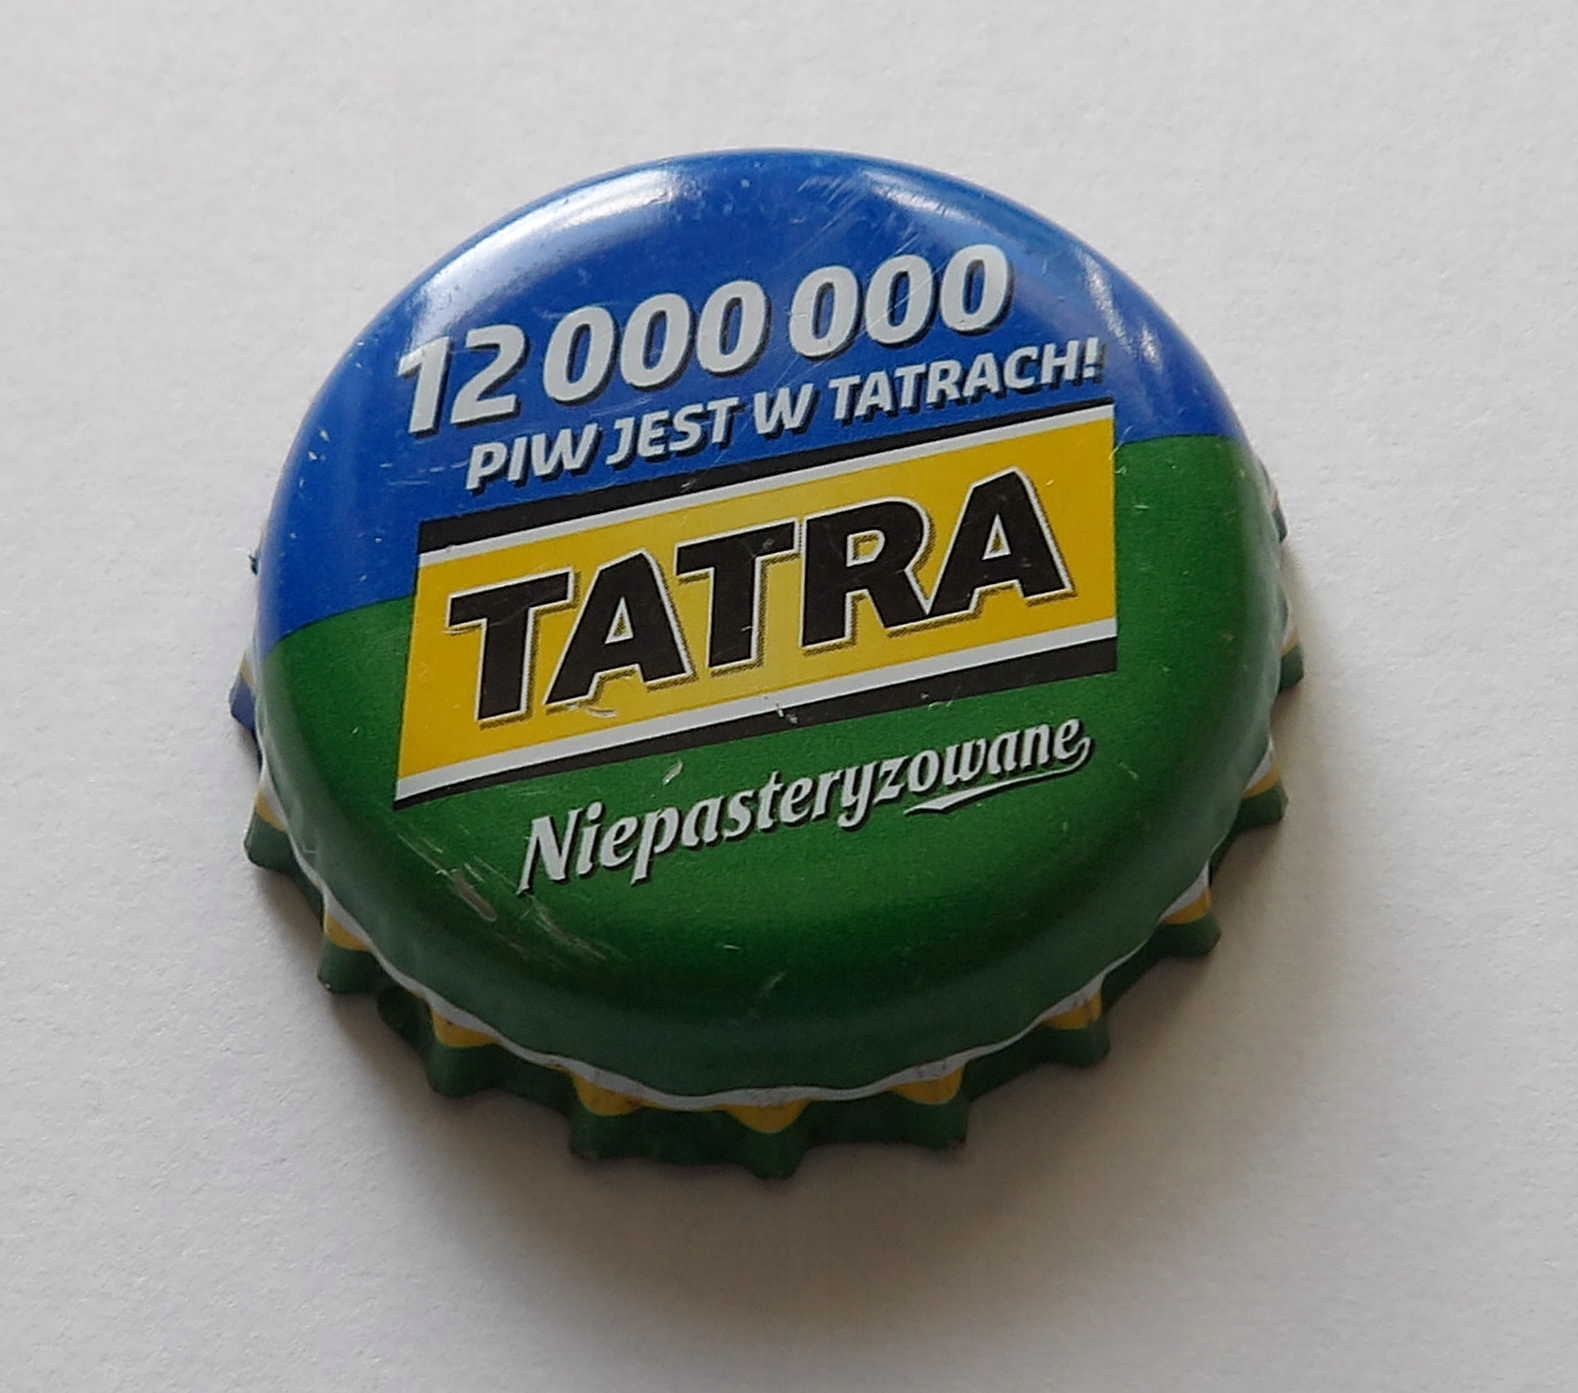 12 000 000
PIW JEST W TATRACH!
TATRA
Niepasteryzowane